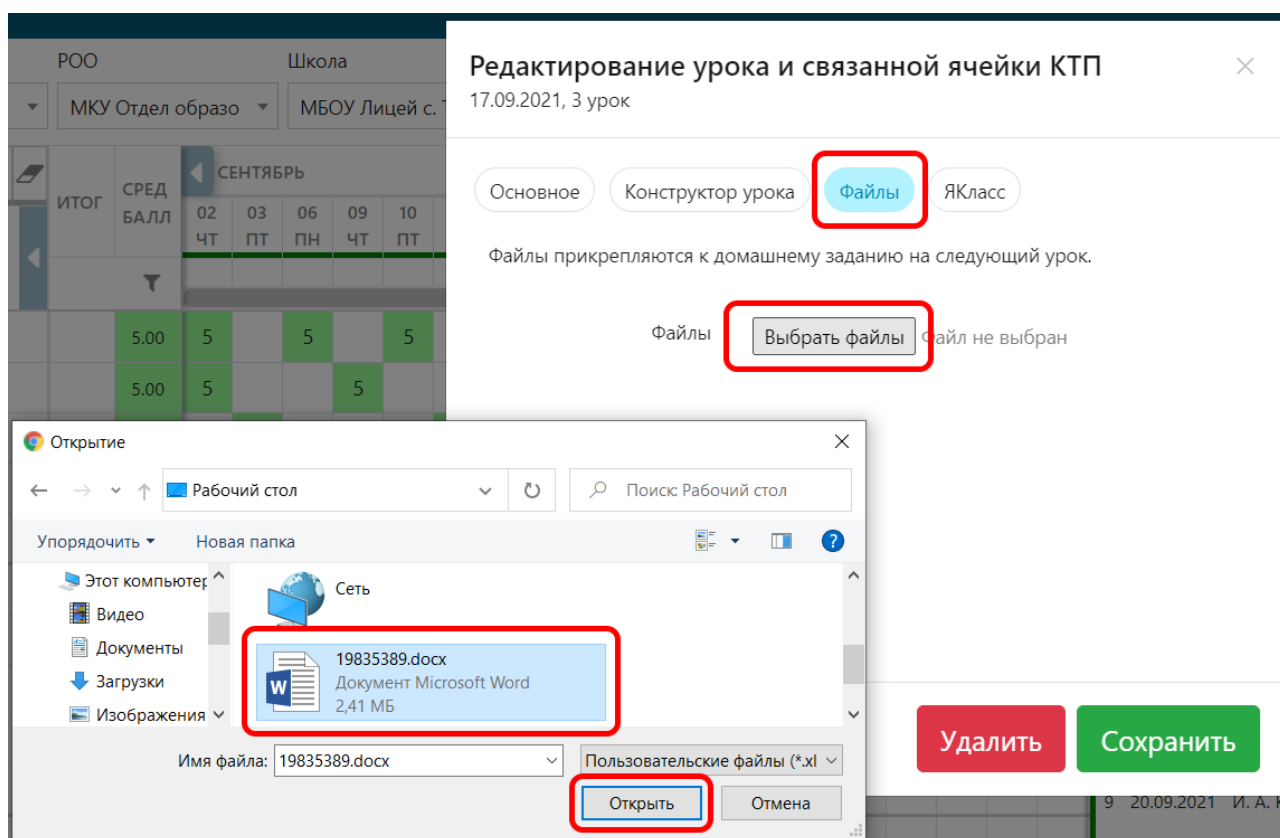 РОО Школа
МКУ Отдел образо МБОУ Лицей с.
ИТОГ СРЕД БАЛЛ СЕНТЯБРЬ
02 03 06 09 10
ЧТ ПТ ПН ЧТ ПТ
5.00 5 5 5
5.00 5 5
Редактирование урока и связанной ячейки КТП
17.09.2021, 3 урок
Основное Конструктор урока Файлы ЯКласс
Файлы прикрепляются к домашнему заданию на следующий урок.
Файлы Выбрать файлы Файл не выбран
Открытие
Рабочий стол Поиск: Рабочий стол
Упорядочить Новая папка
Этот компьютер
Видео
Документы
Загрузки
Изображения
Сеть
19835389.docx
Документ Microsoft Word
2,41 МБ
Имя файла: 19835389.docx Пользовательские файлы (*.xl
Открыть Отмена
Удалить Сохранить
9 20.09.2021 И. А.